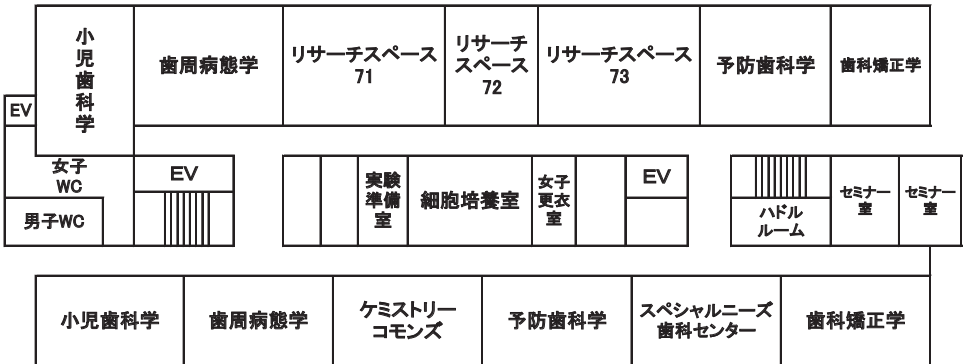 小児歯科学
歯周病態学
リサーチスペース
71
リサーチ
スペース
72
リサーチスペース
73
予防歯科学
歯科矯正学
EV
女子
WC
男子WC
EV
実験
準備
室
細胞培養室
女子
更衣
室
EV
ハドル
ルーム
セミナー
室
セミナー
室
小児歯科学
歯周病態学
ケミストリー
コモンズ
予防歯科学
スペシャルニーズ
歯科センター
歯科矯正学